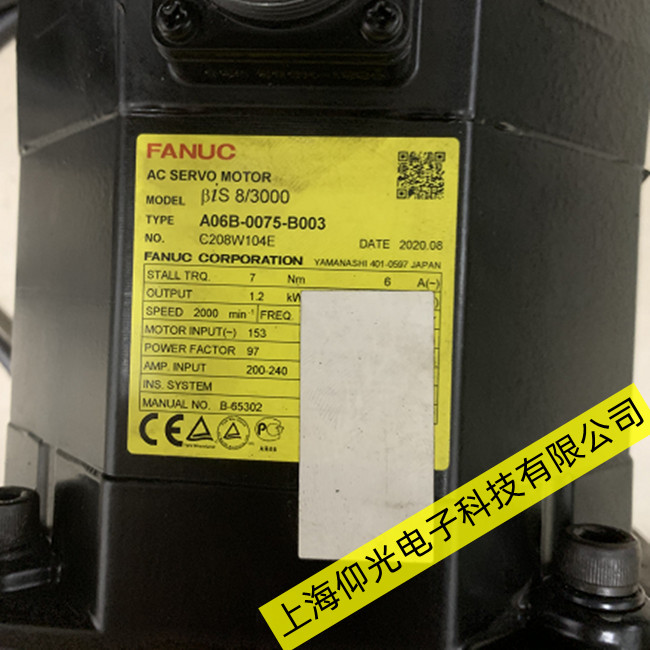 FANUC
AC SERVO MOTOR
MODEL βiS 8/3000
TYPE A06B-0075-B003
NO. C208W104E DATE 2020.08
FANUC CORPORATION YAMANASHI 401-0597 JAPAN
STALL TRQ. 7 Nm 6 A(~)
OUTPUT 1.2 kW
SPEED 2000 min⁻¹ FREQ.
MOTOR INPUT(~) 153
POWER FACTOR 97
AMP. INPUT 200-240
INS. SYSTEM
MANUAL NO. B-65302
CE
上海仰光电子科技有限公司